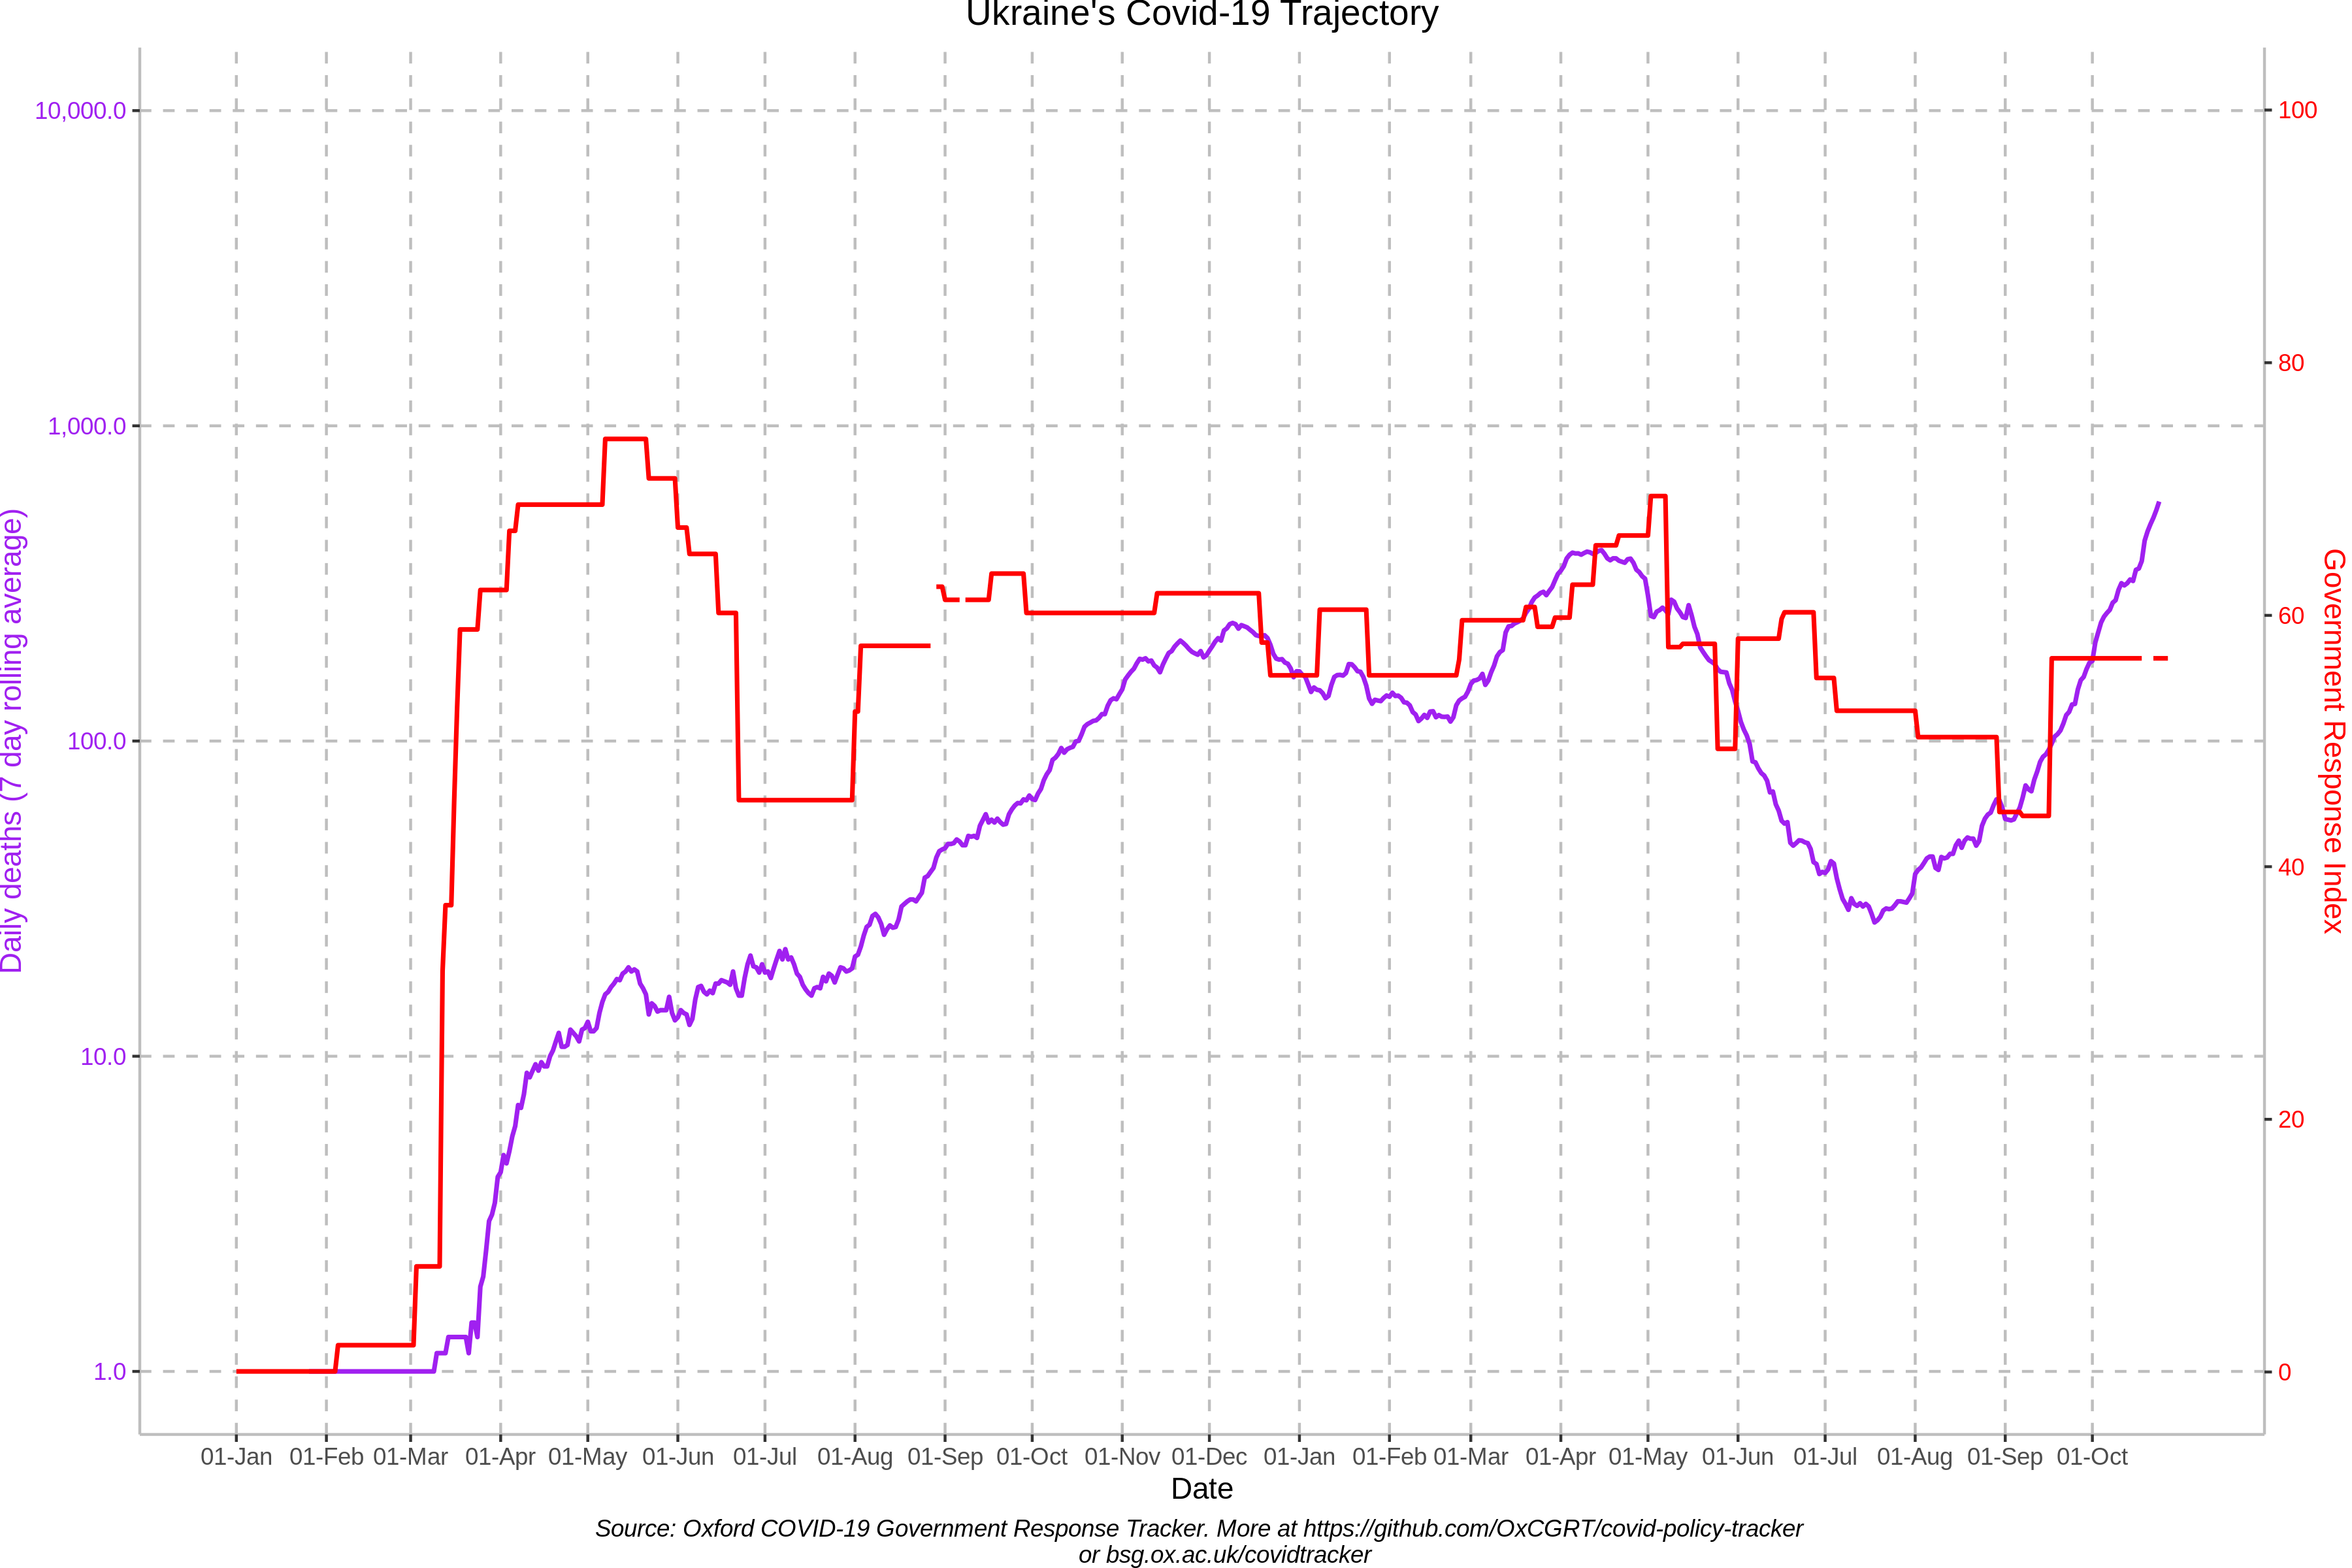 Ukraine's Covid-19 Trajectory
10,000.0
1,000.0
100.0
10.0
1.0
Daily deaths (7 day rolling average)
100
80
60
40
20
0
Government Response Index
01-Jan 01-Feb 01-Mar 01-Apr 01-May 01-Jun 01-Jul 01-Aug 01-Sep 01-Oct 01-Nov 01-Dec 01-Jan 01-Feb 01-Mar 01-Apr 01-May 01-Jun 01-Jul 01-Aug 01-Sep 01-Oct
Date
Source: Oxford COVID-19 Government Response Tracker. More at https://github.com/OxCGRT/covid-policy-tracker
or bsg.ox.ac.uk/covidtracker